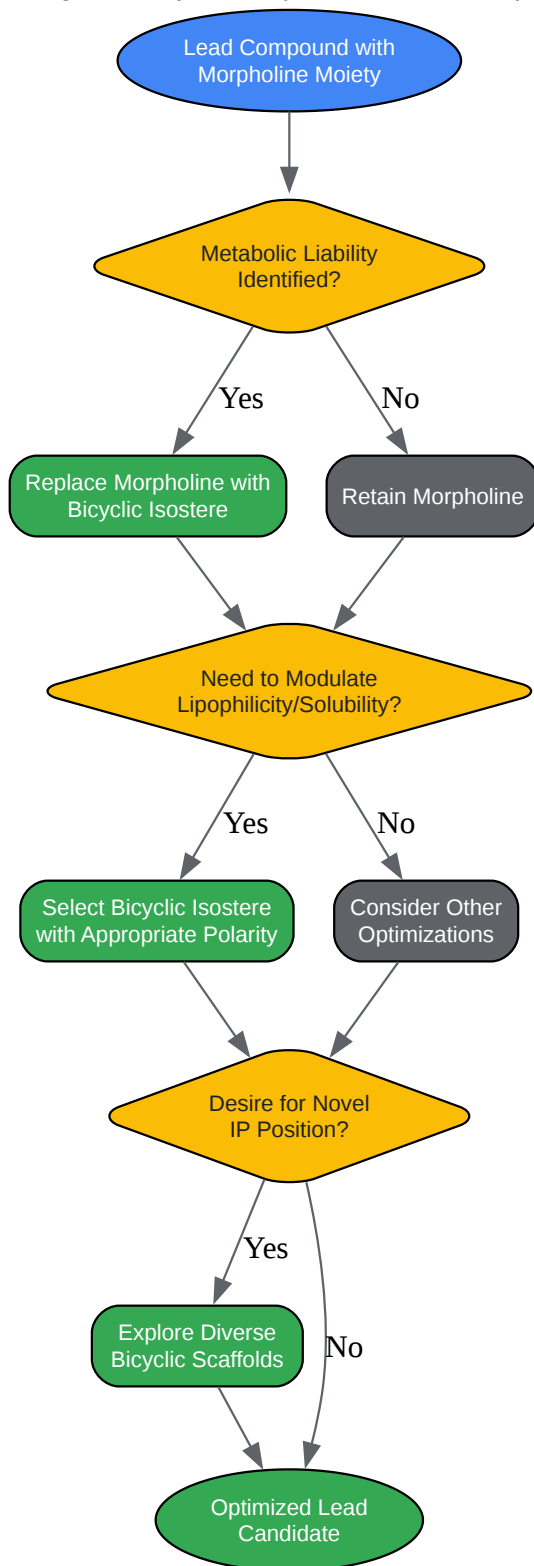 Lead Compound with
Morpholine Moiety
Metabolic Liability
Identified?
Yes
No
Replace Morpholine with
Bicyclic Isostere
Retain Morpholine
Need to Modulate
Lipophilicity/Solubility?
Yes
No
Select Bicyclic Isostere
with Appropriate Polarity
Consider Other
Optimizations
Desire for Novel
IP Position?
Yes
Explore Diverse
Bicyclic Scaffolds
No
Optimized Lead
Candidate